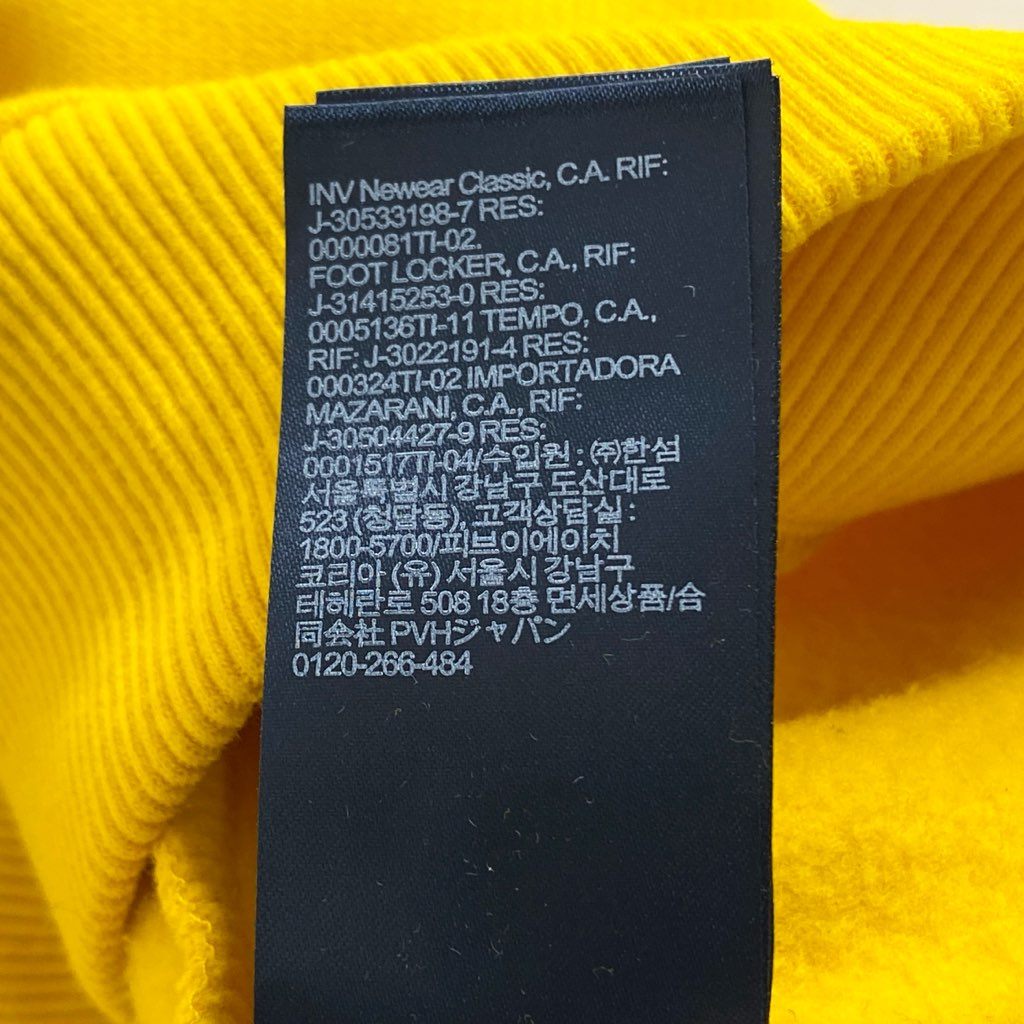 INV Newear Classic, C.A. RIF:
J-30533198-7 RES:
0000081TI-02.
FOOT LOCKER, C.A., RIF:
J-31415253-0 RES:
0005136TI-11 TEMPO, C.A.,
RIF: J-3022191-4 RES:
000324TI-02 IMPORTADORA
MAZARANI, C.A., RIF:
J-30504427-9 RES:
0001517TI-04/수입원 : ㈜한섬
서울특별시 강남구 도산대로
523 (청담동), 고객상담실 :
1800-5700/피브이에이치
코리아 (유) 서울시 강남구
테헤란로 508 18층 면세상품/合
同会社 PVHジャパン
0120-266-484